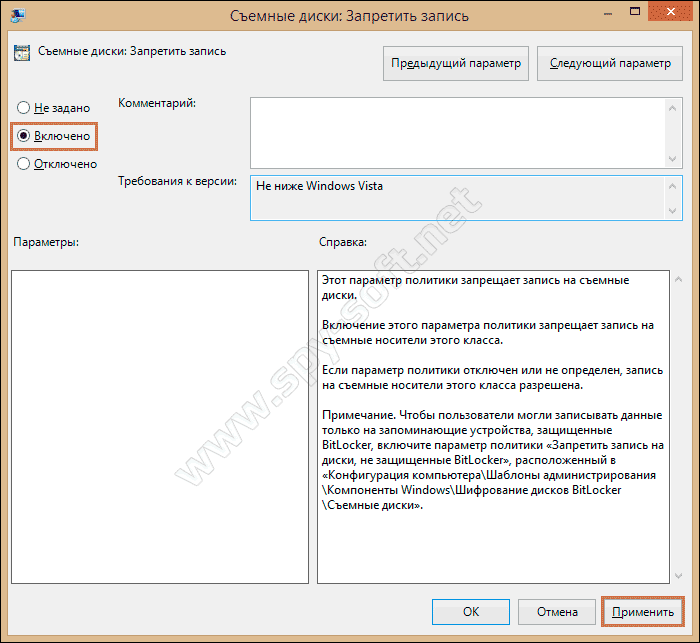 Съемные диски: Запретить запись
Съемные диски: Запретить запись
Предыдущий параметр
Следующий параметр
Не задано
Комментарий:
Включено
Отключено
Требования к версии:
Не ниже Windows Vista
Параметры:
Справка:
Этот параметр политики запрещает запись на съемные
диски.
Включение этого параметра политики запрещает запись на
съемные носители этого класса.
Если параметр политики отключен или не определен, запись
на съемные носители этого класса разрешена.
Примечание. Чтобы пользователи могли записывать данные
только на запоминающие устройства, защищенные
BitLocker, включите параметр политики «Запретить запись на
диски, не защищенные BitLocker», расположенный в
«Конфигурация компьютера\Шаблоны администрирования
\Компоненты Windows\Шифрование дисков BitLocker
\Съемные диски».
www.spy-soft.net
ОК
Отмена
Применить